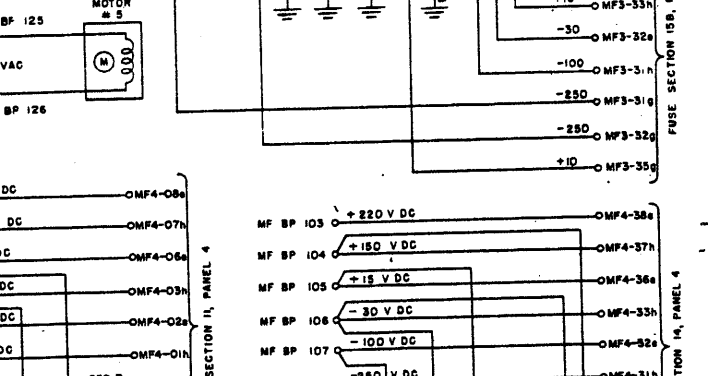 MOTOR
# 5
BF 125
VAC
M
BP 126
MF3-33h
-30 MF3-32e
-100 MF3-31h
-250 MF3-31g
-250 MF3-32g
+10 MF3-35g
FUSE SECTION 15B,
DC MF4-08e
DC MF4-07h
DC MF4-06e
DC MF4-03h
DC MF4-02e
DC MF4-01h
SECTION 11, PANEL 4
MF BP 103 +220 V DC MF4-38e
MF BP 104 +150 V DC MF4-37h
MF BP 105 +15 V DC MF4-36e
MF BP 106 -30 V DC MF4-33h
MF BP 107 -100 V DC MF4-32e
-250 V DC MF4-31h
TION 14, PANEL 4